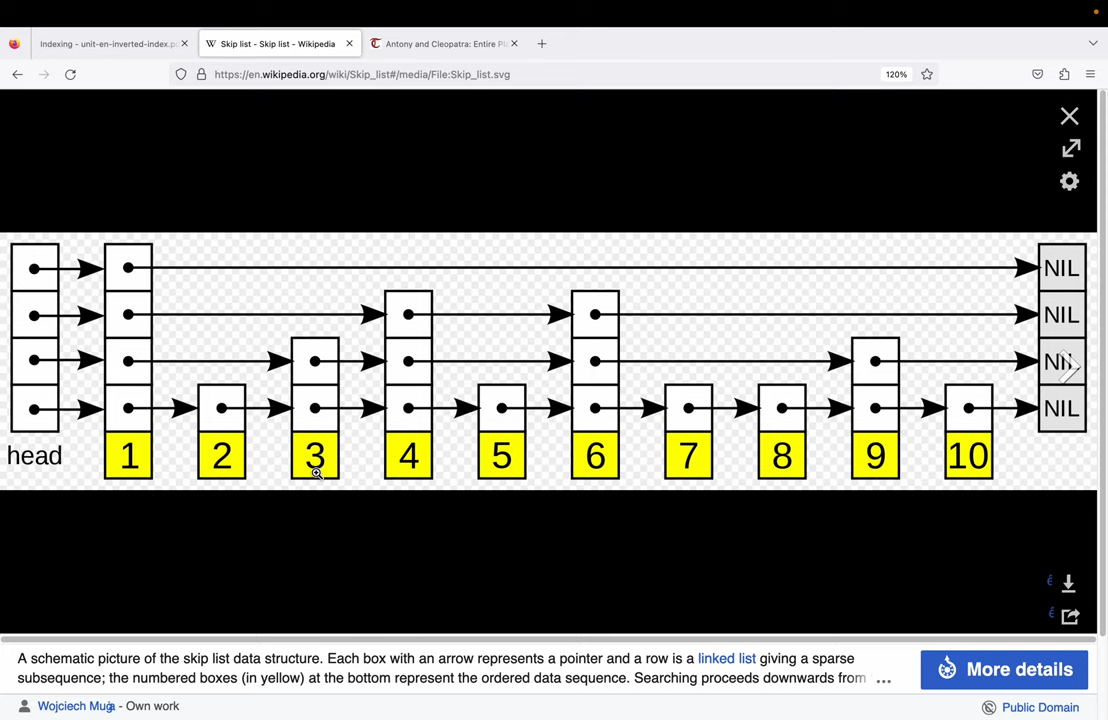 Indexing - unit-en-inverted-index.p
Skip list - Skip list - Wikipedia
Antony and Cleopatra: Entire Pl
https://en.wikipedia.org/wiki/Skip_list#/media/File:Skip_list.svg
120%
NIL
NIL
NIL
NIL
head
1 2 3 4 5 6 7 8 9 10
A schematic picture of the skip list data structure. Each box with an arrow represents a pointer and a row is a linked list giving a sparse
subsequence; the numbered boxes (in yellow) at the bottom represent the ordered data sequence. Searching proceeds downwards from ...
More details
Wojciech Muła - Own work
Public Domain